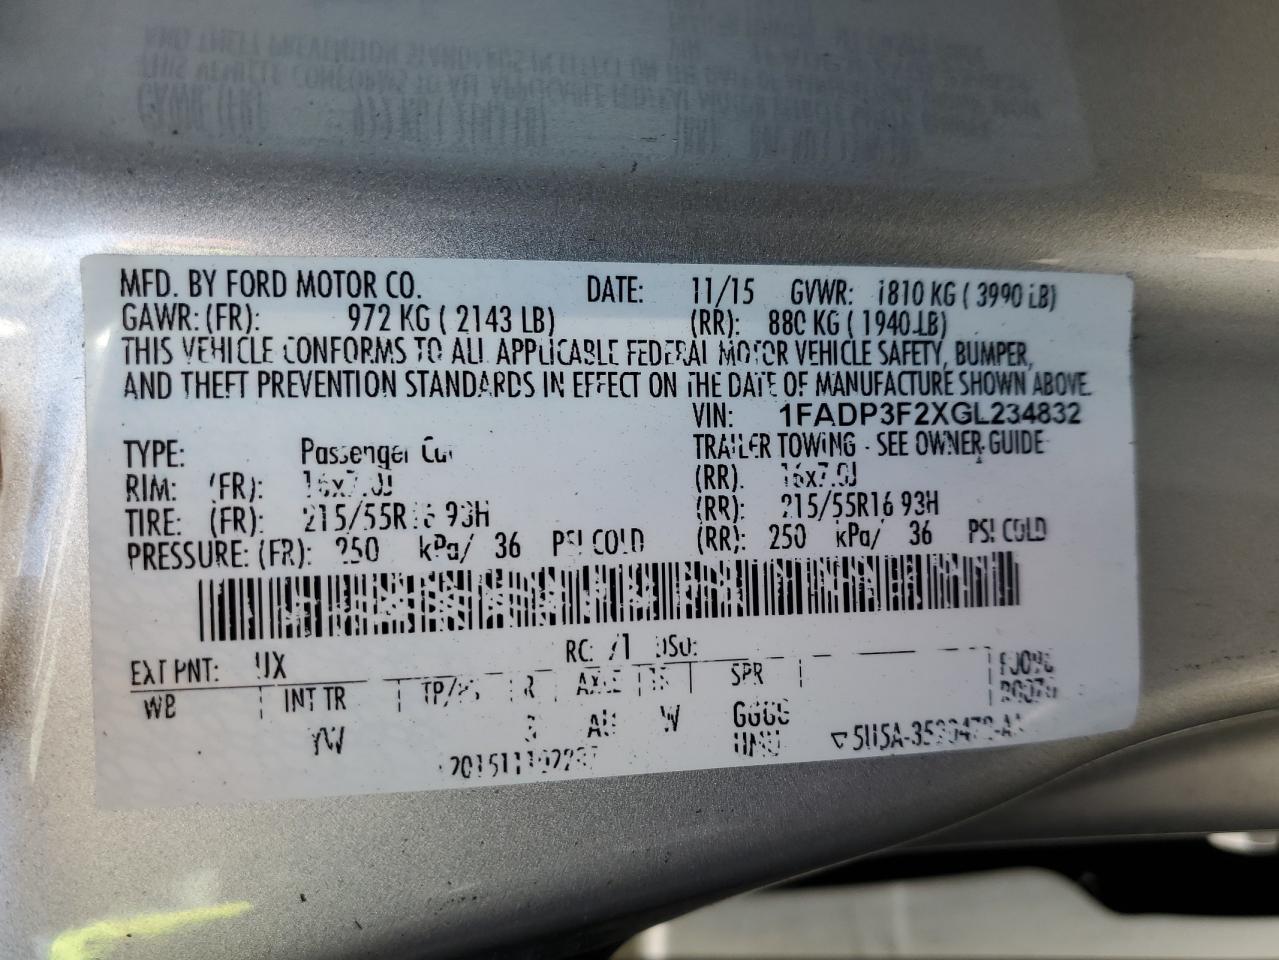 MFD. BY FORD MOTOR CO. DATE: 11/15 GVWR: 1810 KG ( 3990 LB)
GAWR: (FR): 972 KG ( 2143 LB) (RR): 880 KG ( 1940 LB)
THIS VEHICLE CONFORMS TO ALL APPLICABLE FEDERAL MOTOR VEHICLE SAFETY, BUMPER,
AND THEFT PREVENTION STANDARDS IN EFFECT ON THE DATE OF MANUFACTURE SHOWN ABOVE.
VIN: 1FADP3F2XGL234832
TYPE: Passenger Car TRAILER TOWING - SEE OWNER GUIDE
RIM: (FR): 16x7.0J (RR). 16x7.0J
TIRE: (FR): 215/55R16 93H (RR): 215/55R16 93H
PRESSURE: (FR): 250 kPa/ 36 PSI COLD (RR): 250 kPa/ 36 PSI COLD
EXT PNT: UX RC: 71 DSO:
WB INT TR TP/PS R AXLE TR SPR